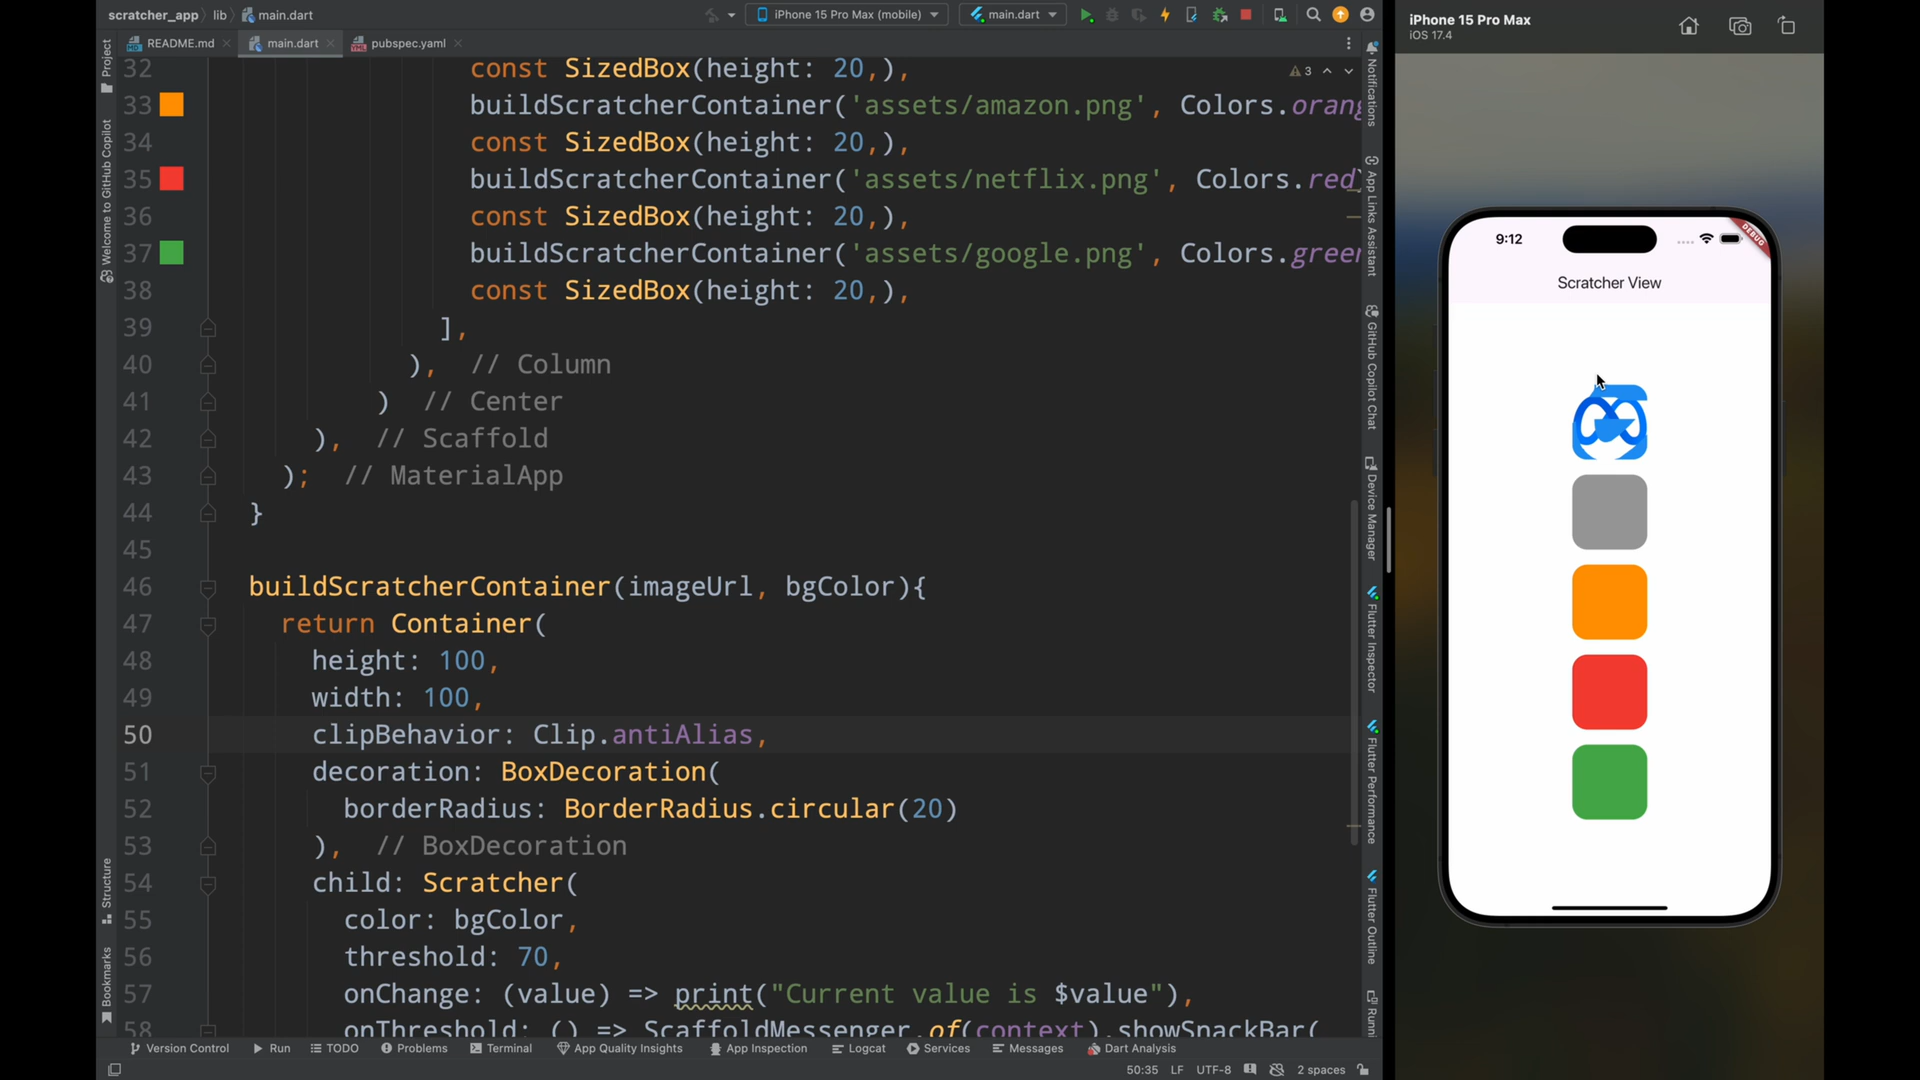 scratcher_app lib main.dart
iPhone 15 Pro Max (mobile) main.dart
README.md main.dart pubspec.yaml
3
32 const SizedBox(height: 20,),
33 buildScratcherContainer('assets/amazon.png', Colors.orang
34 const SizedBox(height: 20,),
35 buildScratcherContainer('assets/netflix.png', Colors.red)
36 const SizedBox(height: 20,),
37 buildScratcherContainer('assets/google.png', Colors.green
38 const SizedBox(height: 20,),
39 ],
40 ), // Column
41 ) // Center
42 ), // Scaffold
43 ); // MaterialApp
44 }
45
46 buildScratcherContainer(imageUrl, bgColor){
47 return Container(
48 height: 100,
49 width: 100,
50 clipBehavior: Clip.antiAlias,
51 decoration: BoxDecoration(
52 borderRadius: BorderRadius.circular(20)
53 ), // BoxDecoration
54 child: Scratcher(
55 color: bgColor,
56 threshold: 70,
57 onChange: (value) => print("Current value is $value"),
58 onThreshold: () => ScaffoldMessenger.of(context).showSnackBar(
Project
Welcome to GitHub Copilot
Structure
Bookmarks
Notifications
App Links Assistant
GitHub Copilot Chat
Device Manager
Flutter Inspector
Flutter Performance
Flutter Outline
Runni
Version Control Run TODO Problems Terminal App Quality Insights App Inspection Logcat Services Messages Dart Analysis
50:35 LF UTF-8 2 spaces
iPhone 15 Pro Max
iOS 17.4
9:12
DEBUG
Scratcher View